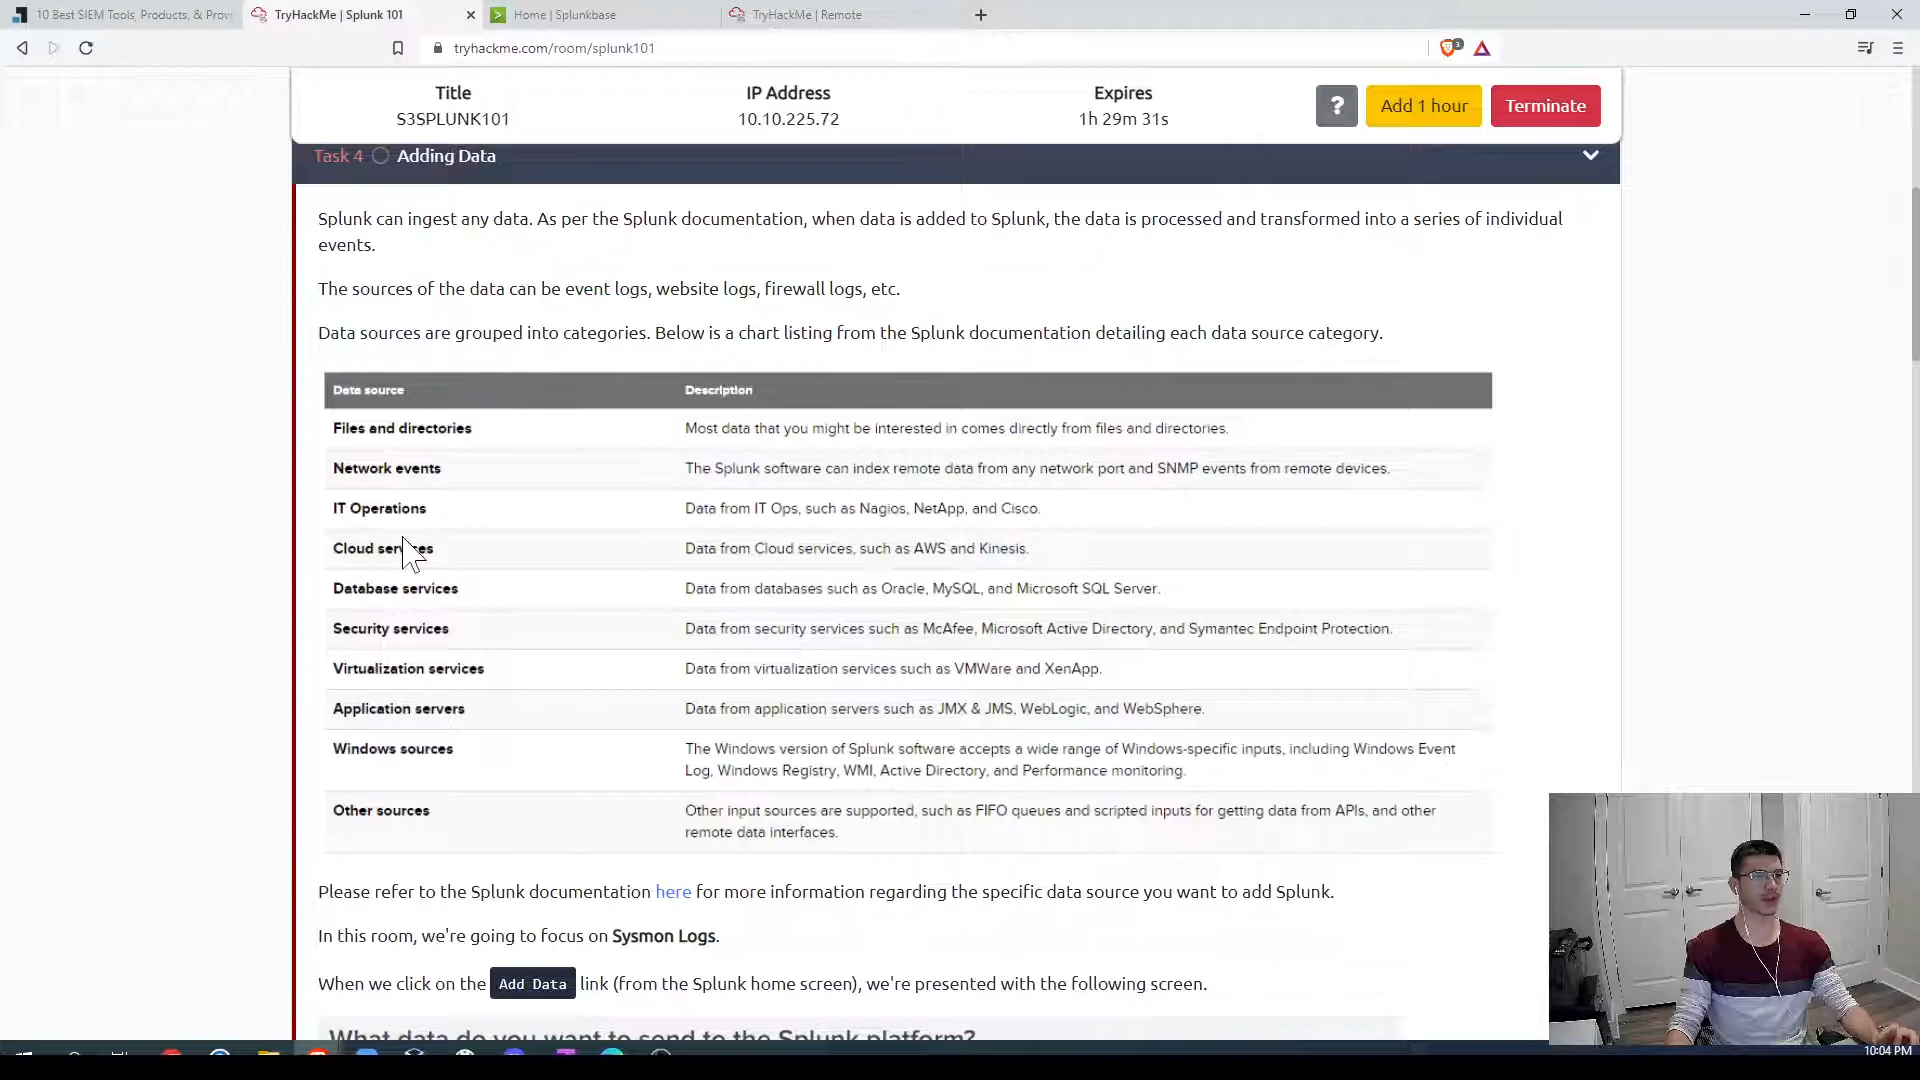 10 Best SIEM Tools, Products, & Prov
TryHackMe | Splunk 101
Home | Splunkbase
TryHackMe | Remote
tryhackme.com/room/splunk101
3
Title
S3SPLUNK101
IP Address
10.10.225.72
Expires
1h 29m 31s
?
Add 1 hour
Terminate
Task 4 Adding Data
Splunk can ingest any data. As per the Splunk documentation, when data is added to Splunk, the data is processed and transformed into a series of individual
events.
The sources of the data can be event logs, website logs, firewall logs, etc.
Data sources are grouped into categories. Below is a chart listing from the Splunk documentation detailing each data source category.
Data source Description
Files and directories Most data that you might be interested in comes directly from files and directories.
Network events The Splunk software can index remote data from any network port and SNMP events from remote devices.
IT Operations Data from IT Ops, such as Nagios, NetApp, and Cisco.
Cloud services Data from Cloud services, such as AWS and Kinesis.
Database services Data from databases such as Oracle, MySQL, and Microsoft SQL Server.
Security services Data from security services such as McAfee, Microsoft Active Directory, and Symantec Endpoint Protection.
Virtualization services Data from virtualization services such as VMWare and XenApp.
Application servers Data from application servers such as JMX & JMS, WebLogic, and WebSphere.
Windows sources The Windows version of Splunk software accepts a wide range of Windows-specific inputs, including Windows Event
Log, Windows Registry, WMI, Active Directory, and Performance monitoring.
Other sources Other input sources are supported, such as FIFO queues and scripted inputs for getting data from APIs, and other
remote data interfaces.
Please refer to the Splunk documentation here for more information regarding the specific data source you want to add Splunk.
In this room, we're going to focus on Sysmon Logs.
When we click on the Add Data link (from the Splunk home screen), we're presented with the following screen.
What data do you want to send to the Splunk platform?
10:04 PM